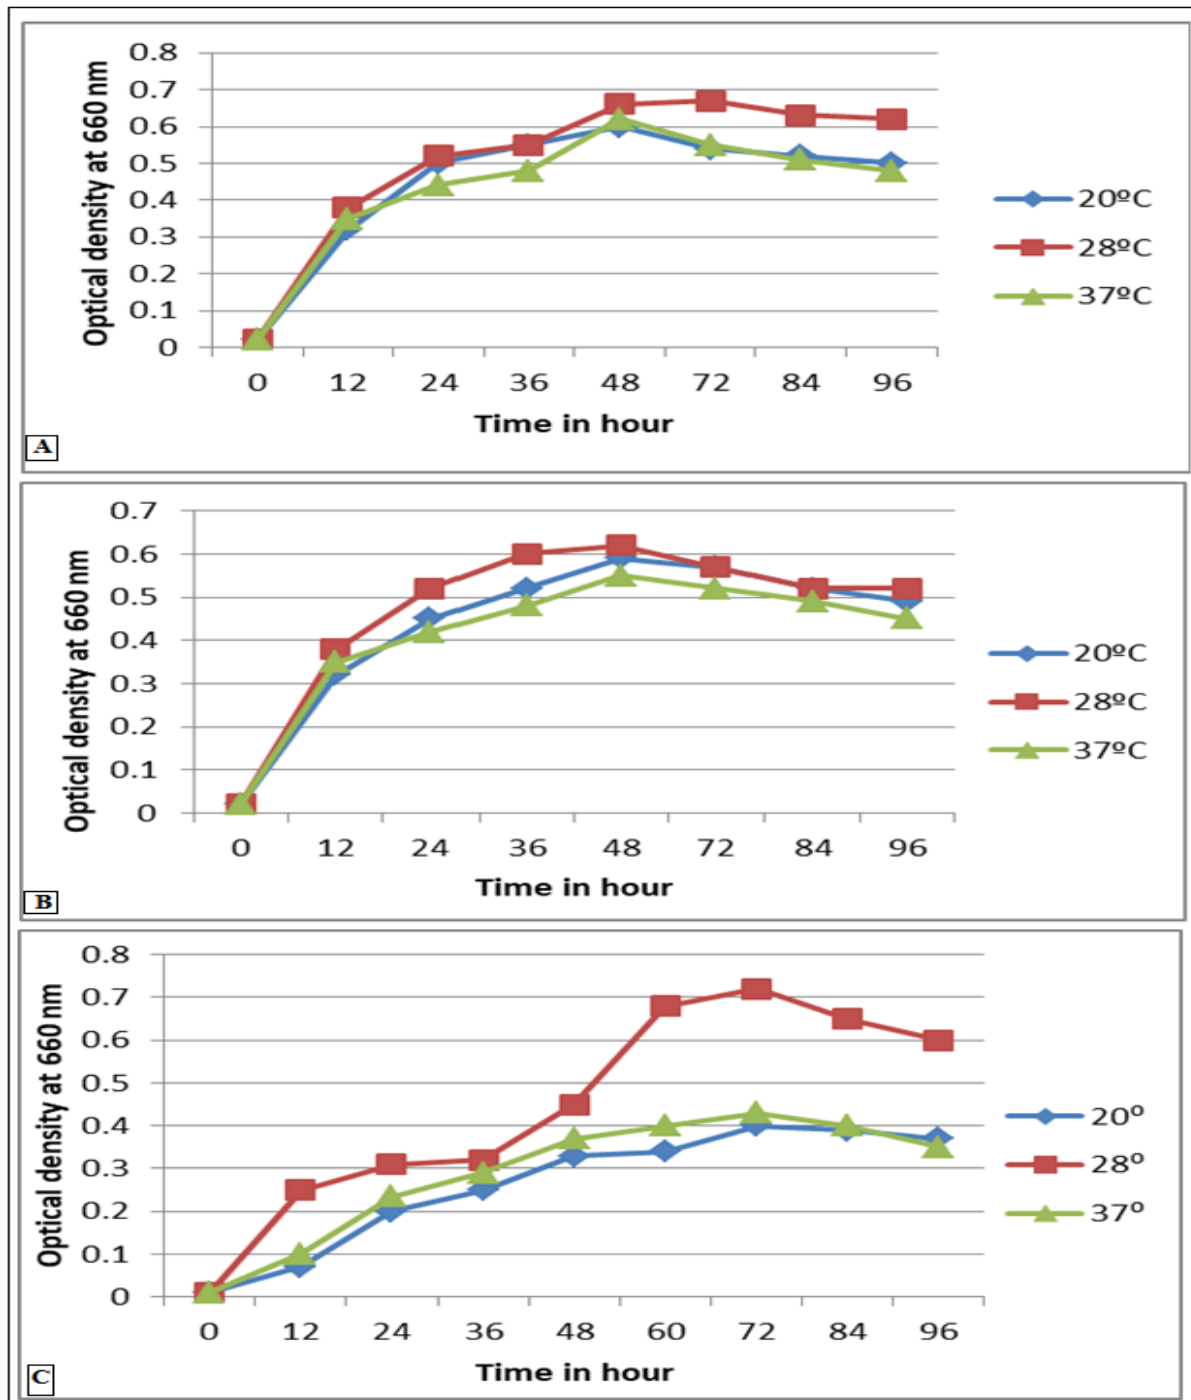 0.8
0.7
0.6
0.5
0.4
0.3
0.2
0.1
0
Optical density at 660 nm
0 12 24 36 48 72 84 96
Time in hour
20ºC
28ºC
37ºC
A
0.7
0.6
0.5
0.4
0.3
0.2
0.1
0
Optical density at 660 nm
0 12 24 36 48 72 84 96
Time in hour
20ºC
28ºC
37ºC
B
0.8
0.7
0.6
0.5
0.4
0.3
0.2
0.1
0
Optical density at 660 nm
0 12 24 36 48 60 72 84 96
Time in hour
20º
28º
37º
C